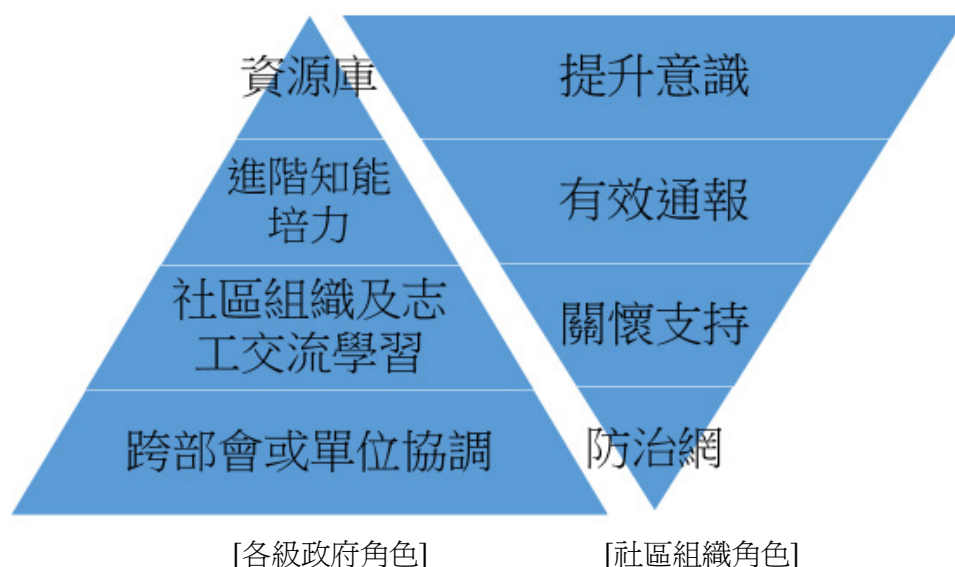 資源庫
進階知能
培力
社區組織及志
工交流學習
跨部會或單位協調
提升意識
有效通報
關懷支持
防治網
[各級政府角色]
[社區組織角色]